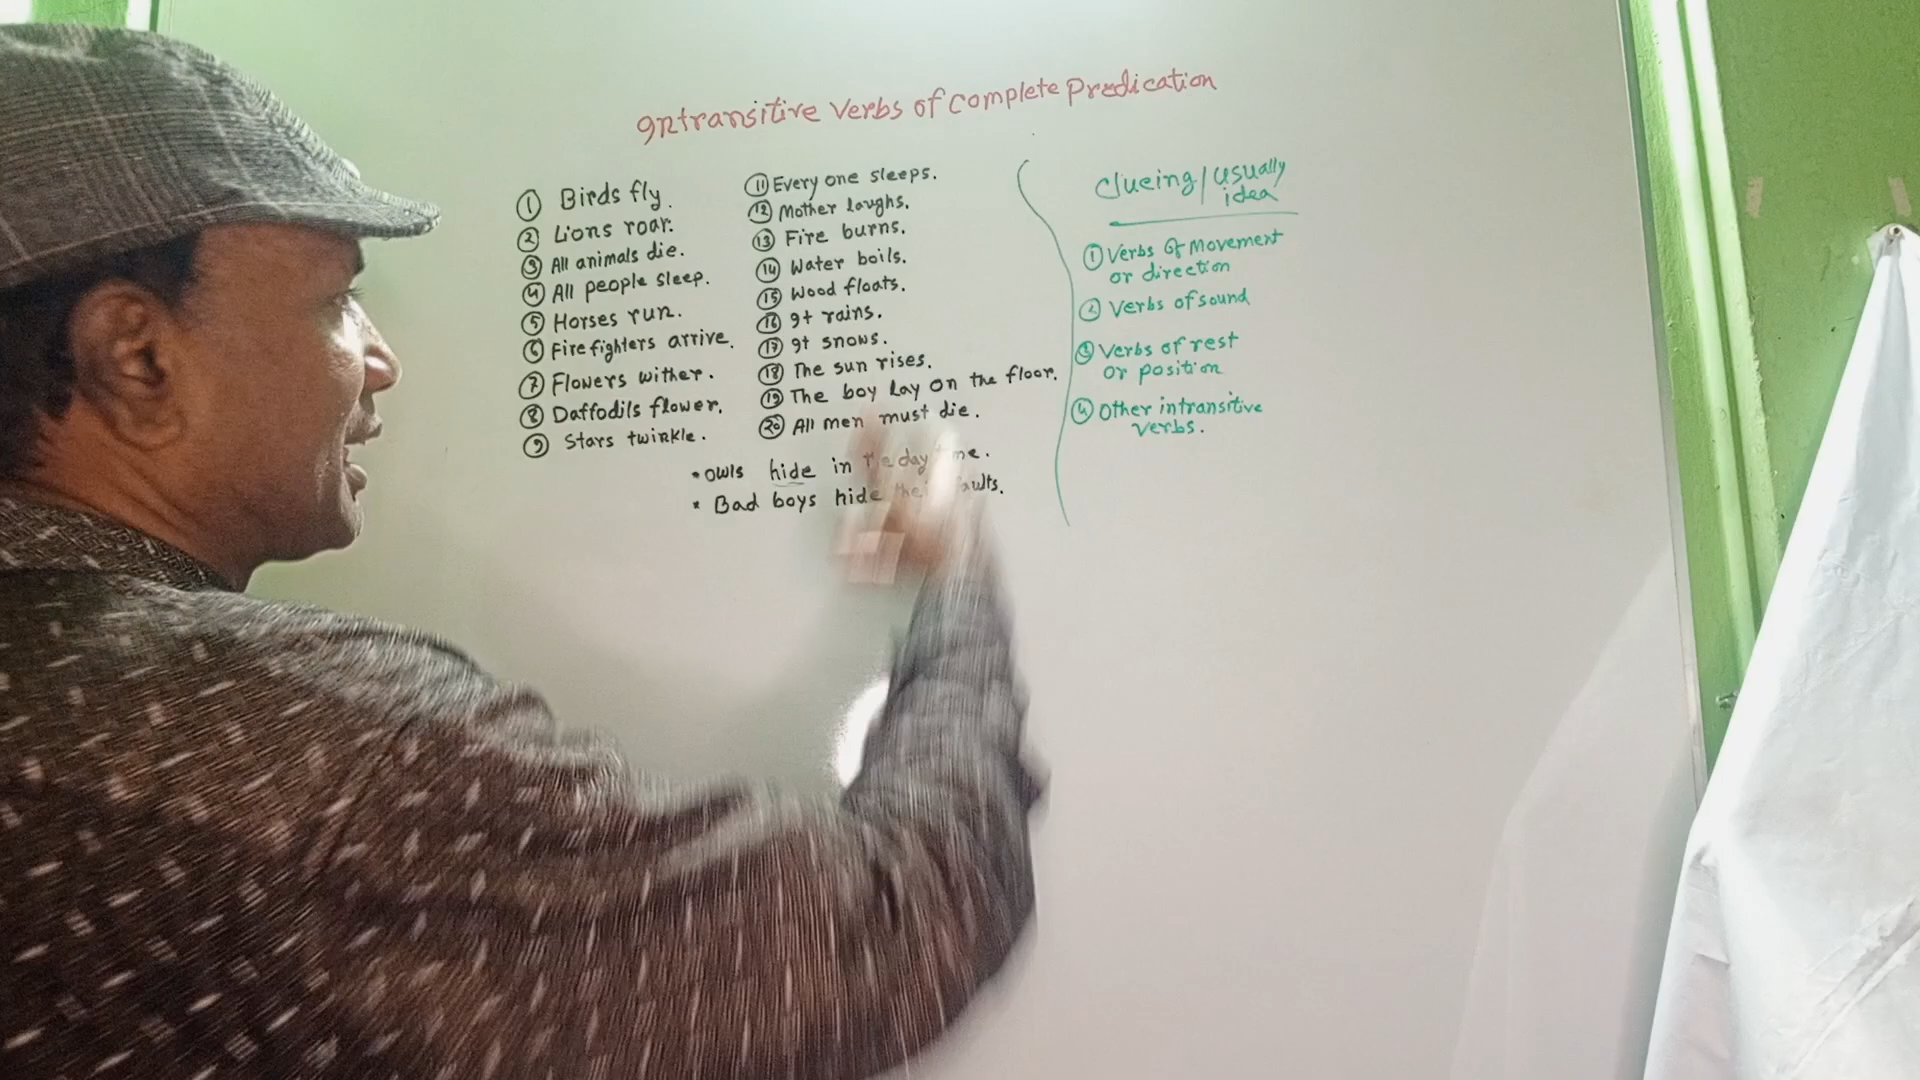 Intransitive Verbs of Complete Predication
① Birds fly.
② Lions roar.
③ All animals die.
④ All people sleep.
⑤ Horses run.
⑥ Fire fighters arrive.
⑦ Flowers wither.
⑧ Daffodils flower.
⑨ Stars twinkle.
⑪ Every one sleeps.
⑫ Mother laughs.
⑬ Fire burns.
⑭ Water boils.
⑮ Wood floats.
⑯ It rains.
⑰ It snows.
⑱ The sun rises.
⑲ The boy lay on the floor.
⑳ All men must die.
• Owls hide in day
* Bad boys hide
Clueing / usually
idea
① Verbs of movement
or direction
② Verbs of sound
③ Verbs of rest
or position
④ Other intransitive
verbs.